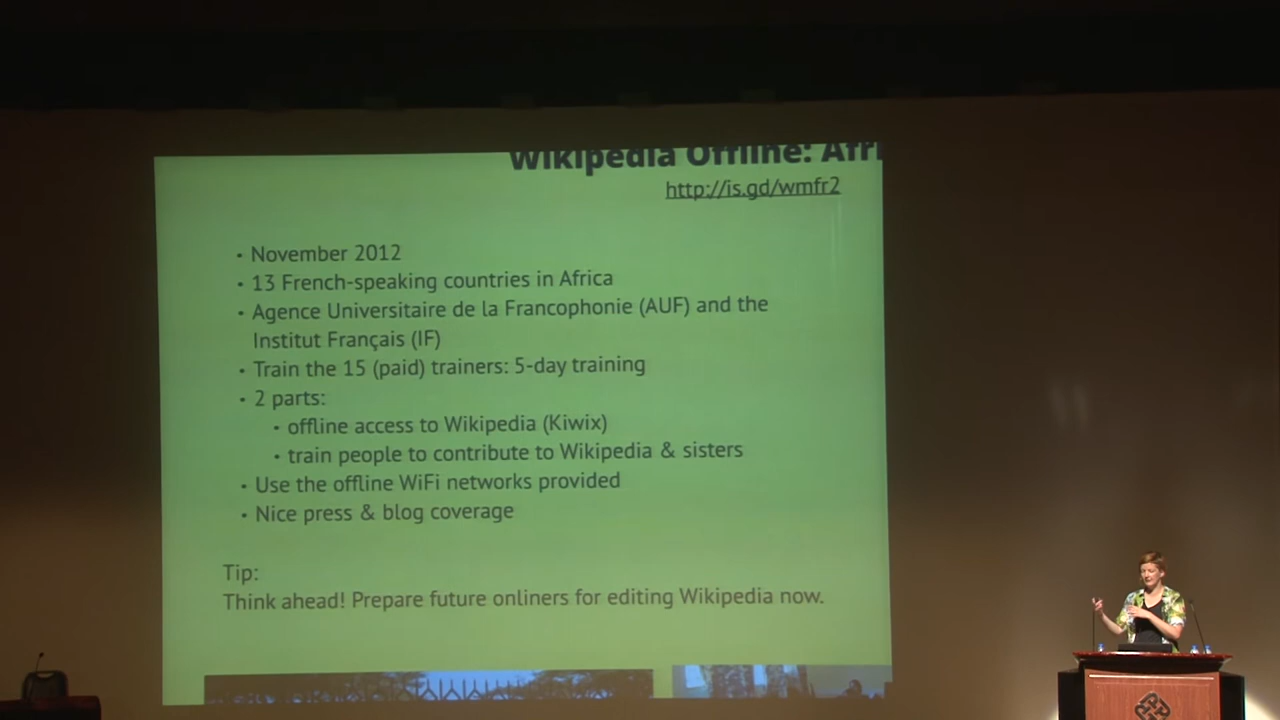 Wikipedia Offline: Afri
http://is.gd/wmfr2
• November 2012
• 13 French-speaking countries in Africa
• Agence Universitaire de la Francophonie (AUF) and the
Institut Français (IF)
• Train the 15 (paid) trainers: 5-day training
• 2 parts:
• offline access to Wikipedia (Kiwix)
• train people to contribute to Wikipedia & sisters
• Use the offline WiFi networks provided
• Nice press & blog coverage
Tip:
Think ahead! Prepare future onliners for editing Wikipedia now.